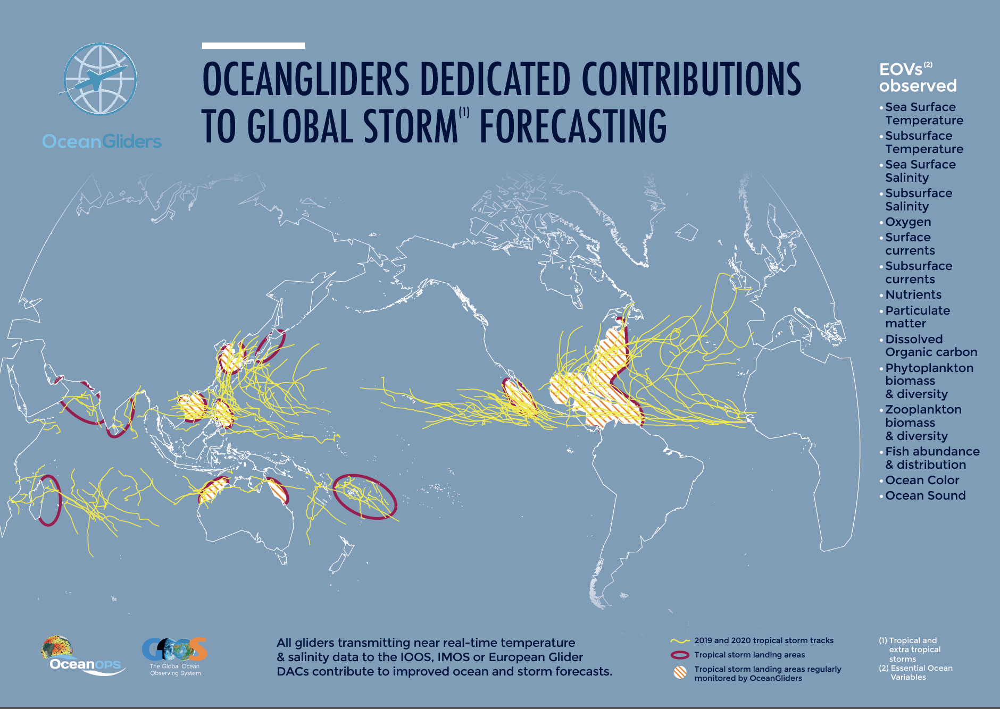 OCEANGLIDERS DEDICATED CONTRIBUTIONS
TO GLOBAL STORM(1) FORECASTING
OceanGliders
EOVs(2)
observed
• Sea Surface
Temperature
• Subsurface
Temperature
• Sea Surface
Salinity
• Subsurface
Salinity
• Oxygen
• Surface
currents
• Subsurface
currents
• Nutrients
• Particulate
matter
• Dissolved
Organic carbon
• Phytoplankton
biomass
& diversity
• Zooplankton
biomass
& diversity
• Fish abundance
& distribution
• Ocean Color
• Ocean Sound
OceanOPS
GOOS
The Global Ocean
Observing System
All gliders transmitting near real-time temperature
& salinity data to the IOOS, IMOS or European Glider
DACs contribute to improved ocean and storm forecasts.
2019 and 2020 tropical storm tracks
Tropical storm landing areas
Tropical storm landing areas regularly
monitored by OceanGliders
(1) Tropical and
extra tropical
storms
(2) Essential Ocean
Variables